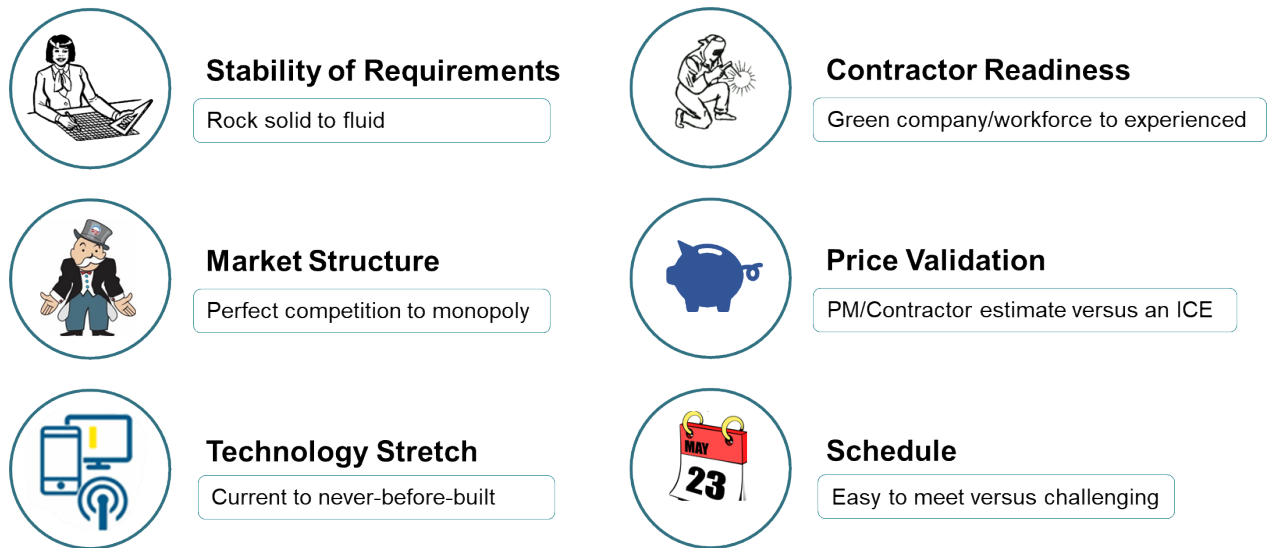 Stability of Requirements
Rock solid to fluid
Market Structure
Perfect competition to monopoly
Technology Stretch
Current to never-before-built
Contractor Readiness
Green company/workforce to experienced
Price Validation
PM/Contractor estimate versus an ICE
MAY
23
Schedule
Easy to meet versus challenging